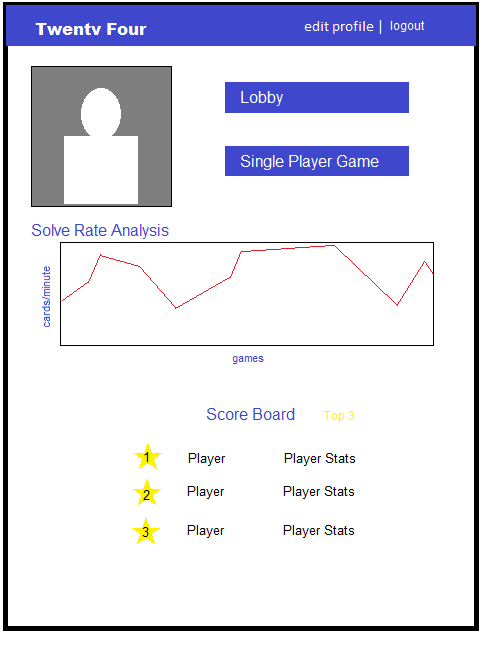 Twenty Four
edit profile | logout
Lobby
Single Player Game
Solve Rate Analysis
cards/minute
games
Score Board Top 3
1 Player Player Stats
2 Player Player Stats
3 Player Player Stats